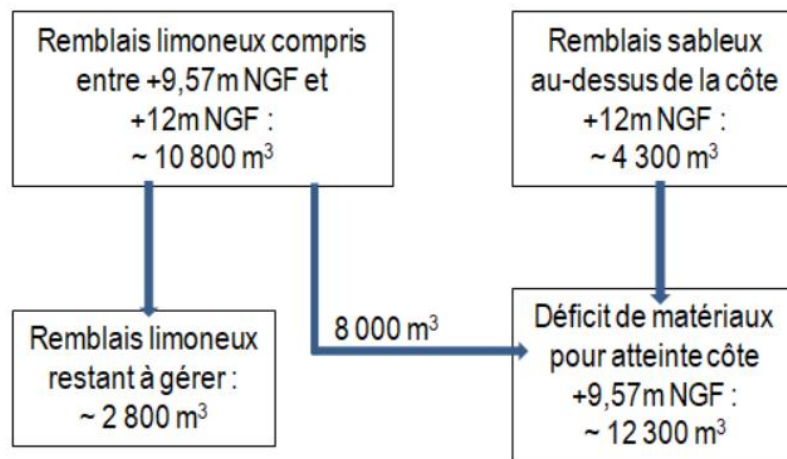 Remblais limoneux compris
entre +9,57m NGF et
+12m NGF :
~ 10 800 m³
Remblais sableux
au-dessus de la côte
+12m NGF :
~ 4 300 m³
8 000 m³
Remblais limoneux
restant à gérer :
~ 2 800 m³
Déficit de matériaux
pour atteinte côte
+9,57m NGF :
~ 12 300 m³